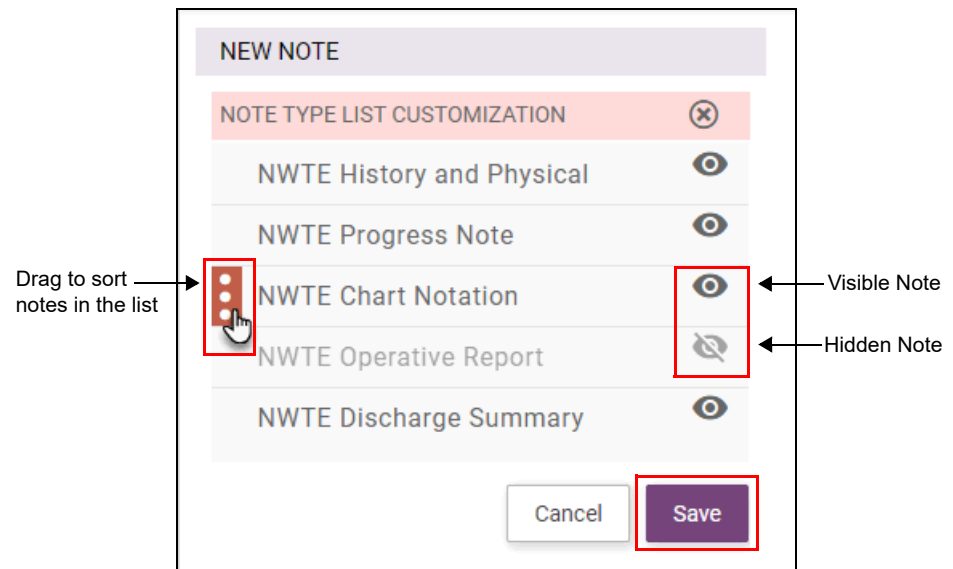 NEW NOTE
NOTE TYPE LIST CUSTOMIZATION
NWTE History and Physical
NWTE Progress Note
Drag to sort
notes in the list
NWTE Chart Notation
Visible Note
NWTE Operative Report
Hidden Note
NWTE Discharge Summary
Cancel
Save